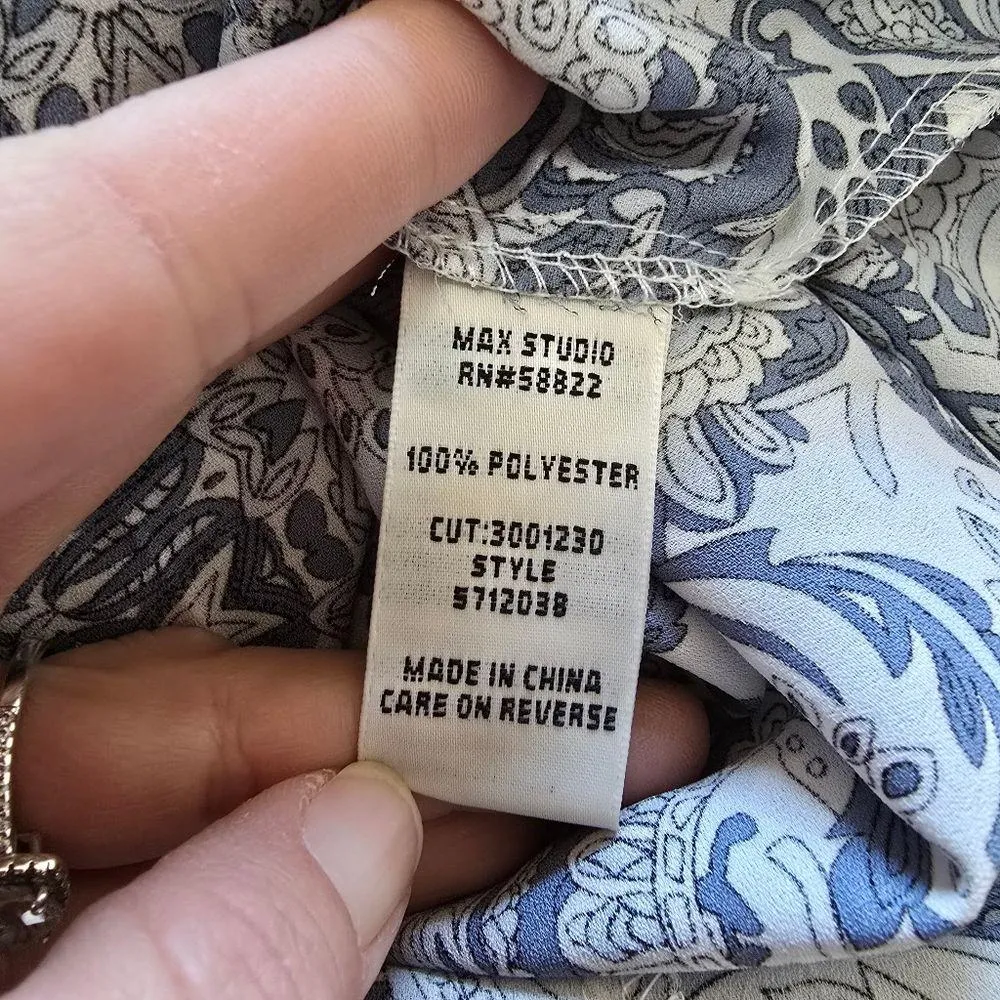 MAX STUDIO
RN#58822
100% POLYESTER
CUT:3001230
STYLE
5712038
MADE IN CHINA
CARE ON REVERSE